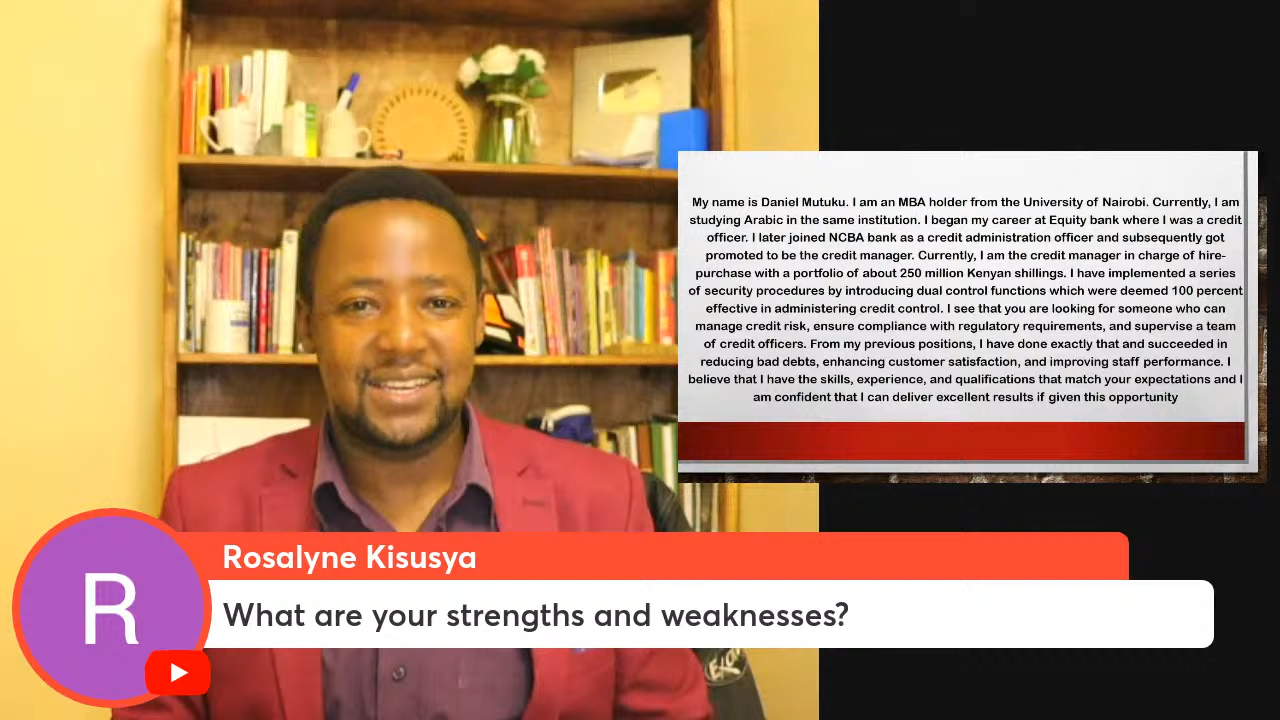 My name is Daniel Mutuku. I am an MBA holder from the University of Nairobi. Currently, I am
studying Arabic in the same institution. I began my career at Equity bank where I was a credit
officer. I later joined NCBA bank as a credit administration officer and subsequently got
promoted to be the credit manager. Currently, I am the credit manager in charge of hire-
purchase with a portfolio of about 250 million Kenyan shillings. I have implemented a series
of security procedures by introducing dual control functions which were deemed 100 percent
effective in administering credit control. I see that you are looking for someone who can
manage credit risk, ensure compliance with regulatory requirements, and supervise a team
of credit officers. From my previous positions, I have done exactly that and succeeded in
reducing bad debts, enhancing customer satisfaction, and improving staff performance. I
believe that I have the skills, experience, and qualifications that match your expectations and I
am confident that I can deliver excellent results if given this opportunity
R
Rosalyne Kisusya
What are your strengths and weaknesses?